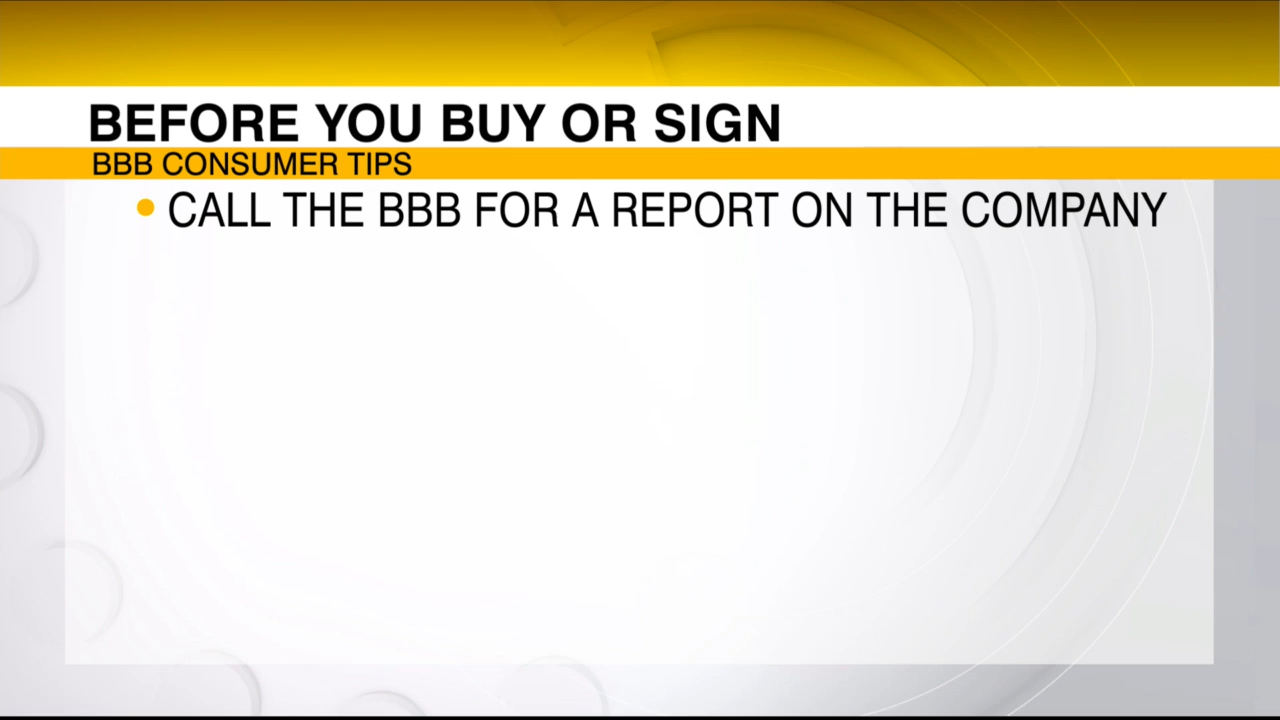 BEFORE YOU BUY OR SIGN
BBB CONSUMER TIPS
• CALL THE BBB FOR A REPORT ON THE COMPANY